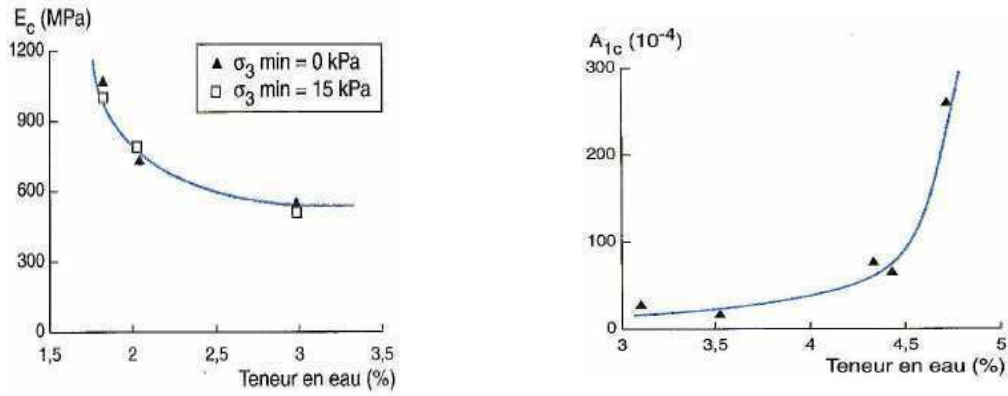 E_c (MPa)
1200
900
600
300
0
1,5 2 2,5 3 3,5
Teneur en eau (%)
▲ σ_3 min = 0 kPa
□ σ_3 min = 15 kPa
A_1c (10^-4)
300
200
100
0
3 3,5 4 4,5 5
Teneur en eau (%)